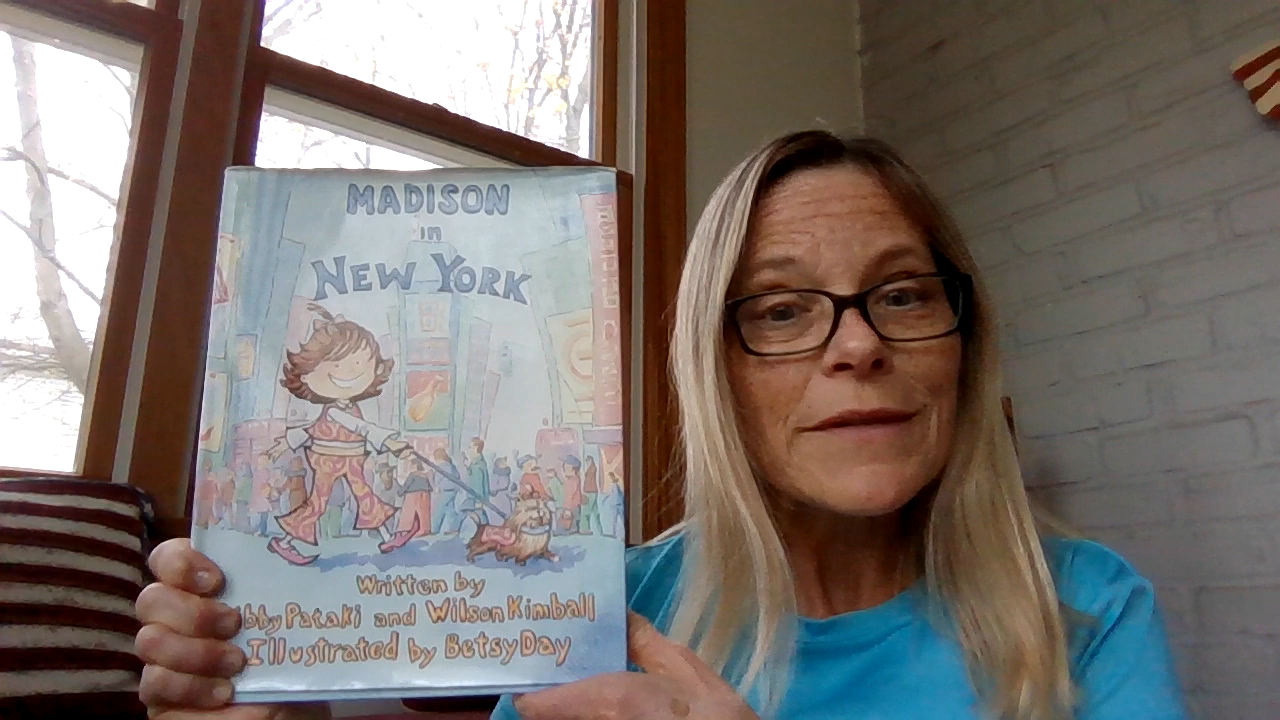 MADISON
in
NEW YORK
Written by
bby Pataki and Wilson Kimball
Illustrated by Betsy Day